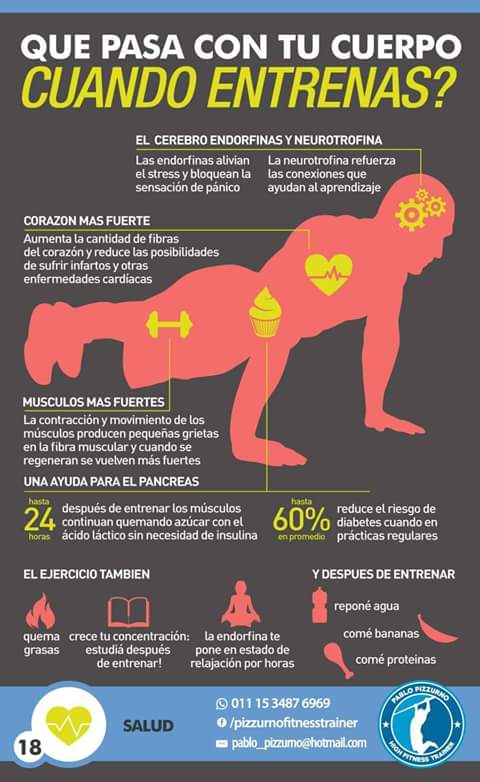 QUE PASA CON TU CUERPO
CUANDO ENTRENAS?
EL CEREBRO ENDORFINAS Y NEUROTROFINA
Las endorfinas alivian
el stress y bloquean la
sensación de pánico
La neurotrofina refuerza
las conexiones que
ayudan al aprendizaje
CORAZON MAS FUERTE
Aumenta la cantidad de fibras
del corazón y reduce las posibilidades
de sufrir infartos y otras
enfermedades cardíacas
MUSCULOS MAS FUERTES
La contracción y movimiento de los
músculos producen pequeñas grietas
en la fibra muscular y cuando se
regeneran se vuelven más fuertes
UNA AYUDA PARA EL PANCREAS
hasta
24
horas
después de entrenar los músculos
continuan quemando azúcar con el
ácido láctico sin necesidad de insulina
hasta
60%
en promedio
reduce el riesgo de
diabetes cuando en
prácticas regulares
EL EJERCICIO TAMBIEN
quema
grasas
crece tu concentración:
estudiá después
de entrenar!
la endorfina te
pone en estado de
relajación por horas
Y DESPUES DE ENTRENAR
reponé agua
comé bananas
comé proteinas
18
SALUD
011 15 3487 6969
/pizzurnofitnesstrainer
pablo_pizzurno@hotmail.com
PABLO PIZZURNO
HIGH FITNESS TRAINER